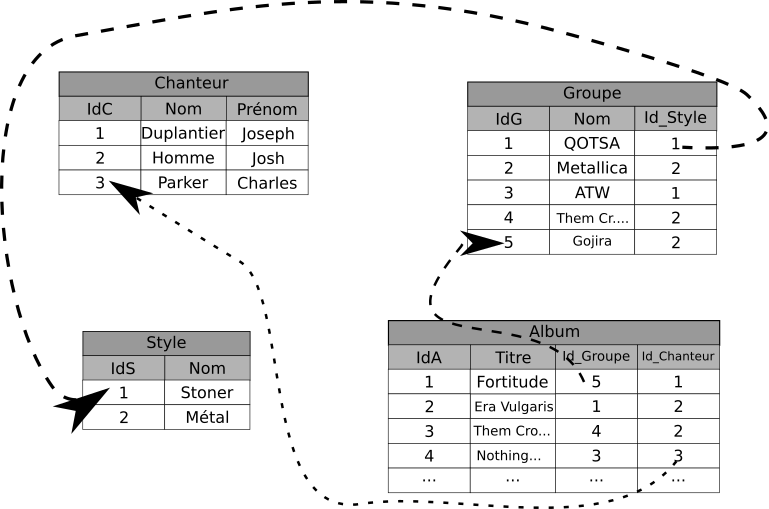 Chanteur
IdC Nom Prénom
1 Duplantier Joseph
2 Homme Josh
3 Parker Charles
Groupe
IdG Nom Id_Style
1 QOTSA 1
2 Metallica 2
3 ATW 1
4 Them Cr.... 2
5 Gojira 2
Style
IdS Nom
1 Stoner
2 Métal
Album
IdA Titre Id_Groupe Id_Chanteur
1 Fortitude 5 1
2 Era Vulgaris 1 2
3 Them Cro... 4 2
4 Nothing... 3 3
... ... ... ...